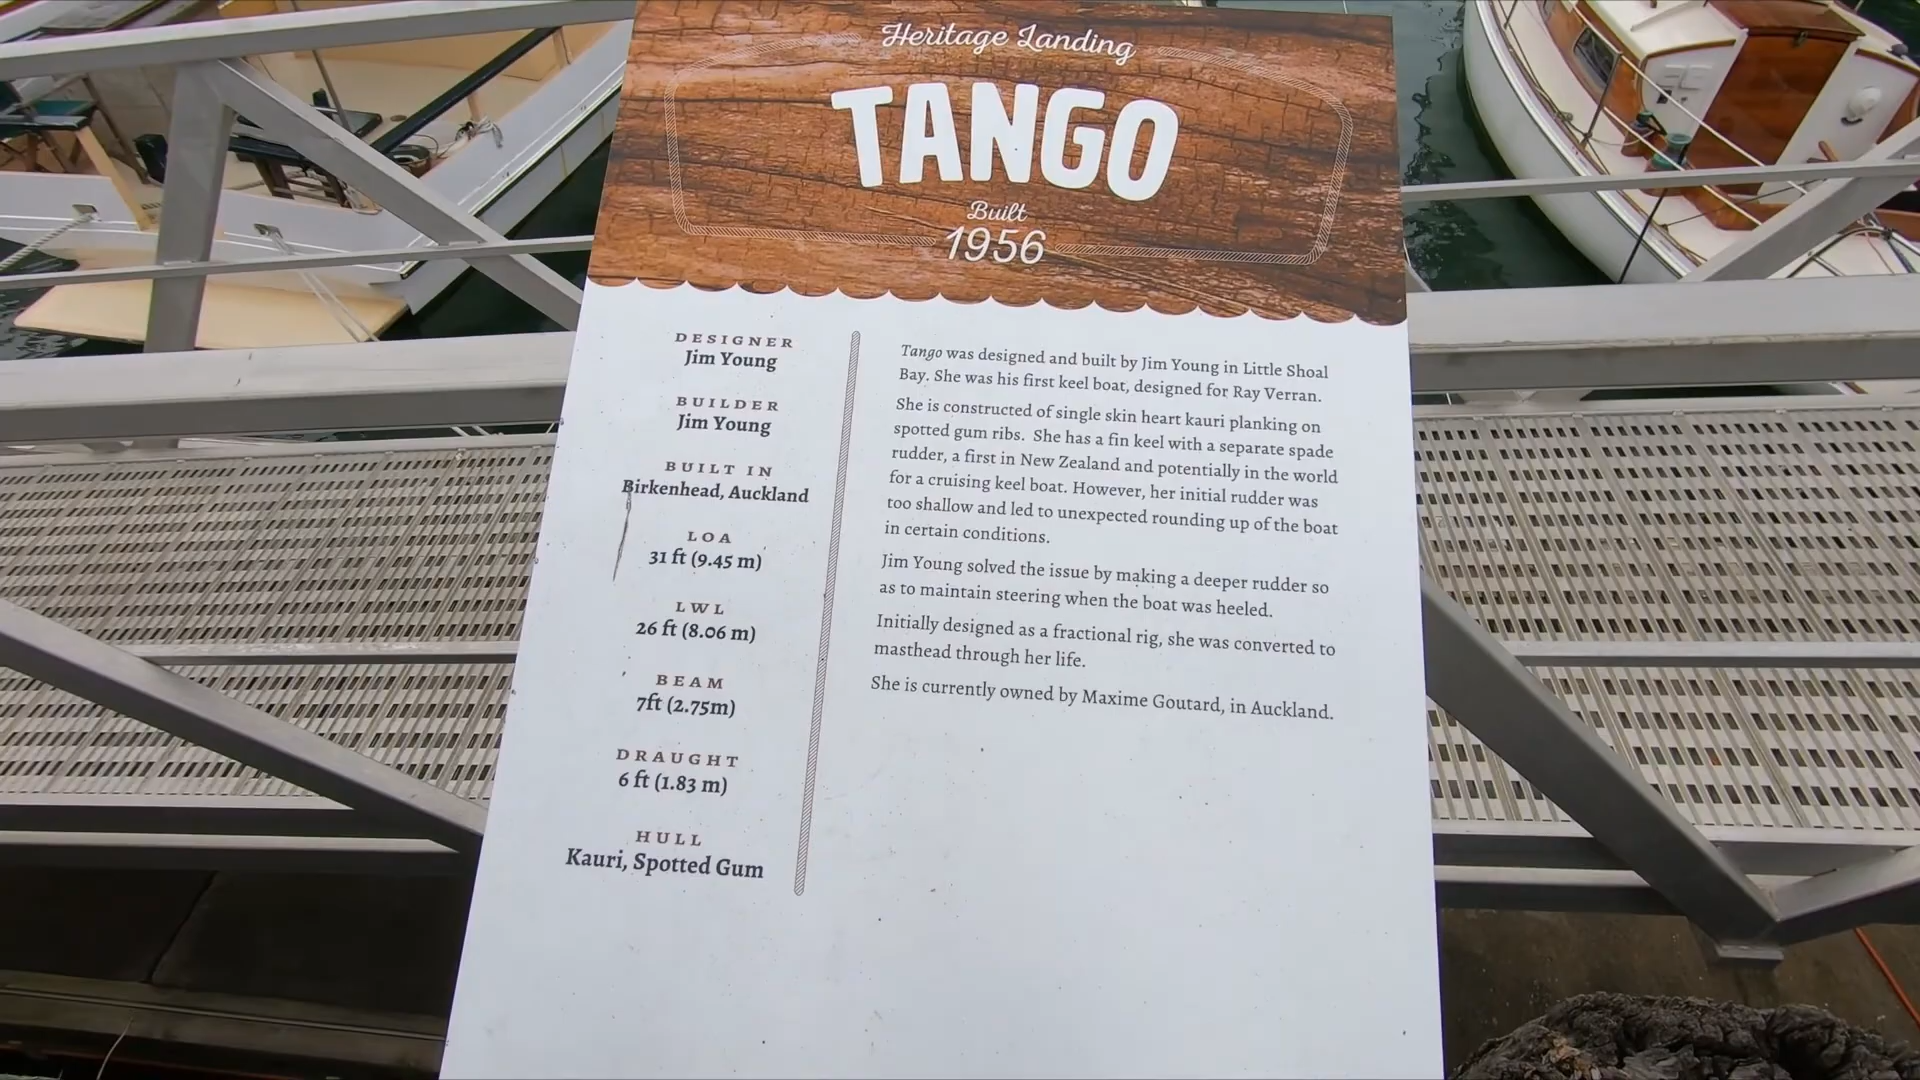 Heritage Landing
TANGO
Built
1956
DESIGNER
Jim Young
BUILDER
Jim Young
BUILT IN
Birkenhead, Auckland
LOA
31 ft (9.45 m)
LWL
26 ft (8.06 m)
BEAM
7ft (2.75m)
DRAUGHT
6 ft (1.83 m)
HULL
Kauri, Spotted Gum
Tango was designed and built by Jim Young in Little Shoal
Bay. She was his first keel boat, designed for Ray Verran.
She is constructed of single skin heart kauri planking on
spotted gum ribs. She has a fin keel with a separate spade
rudder, a first in New Zealand and potentially in the world
for a cruising keel boat. However, her initial rudder was
too shallow and led to unexpected rounding up of the boat
in certain conditions.
Jim Young solved the issue by making a deeper rudder so
as to maintain steering when the boat was heeled.
Initially designed as a fractional rig, she was converted to
masthead through her life.
She is currently owned by Maxime Goutard, in Auckland.